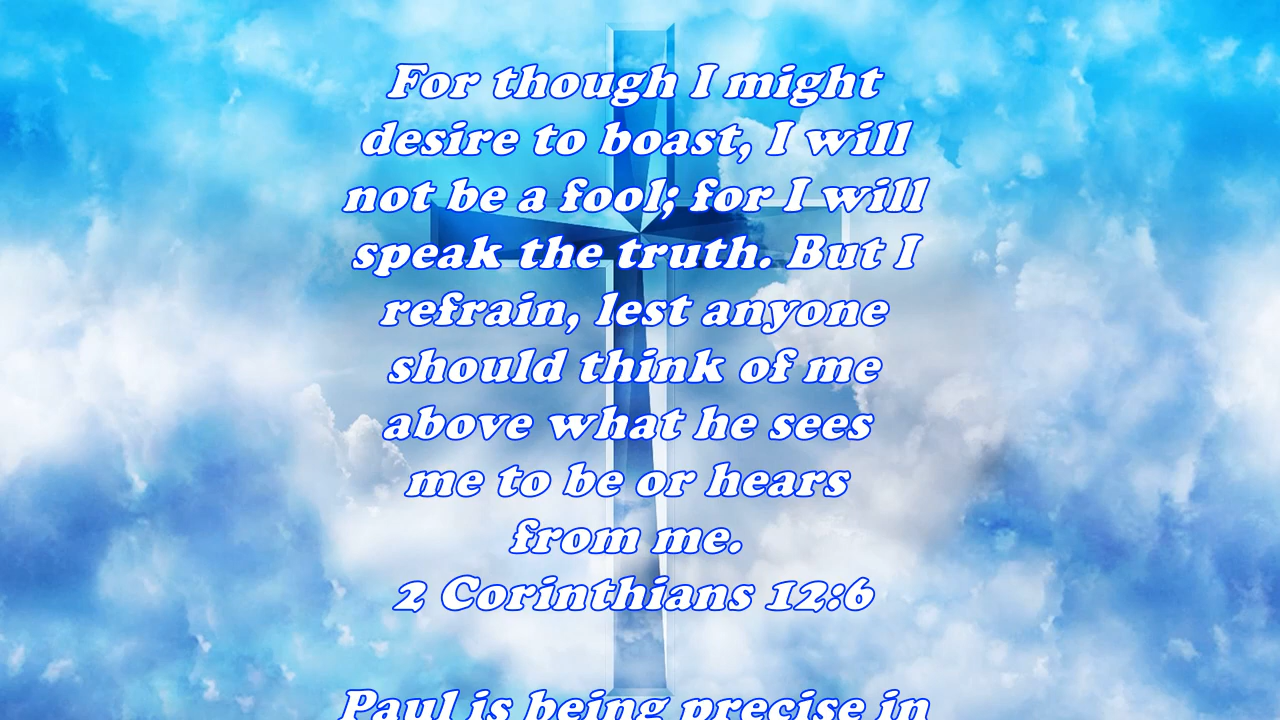 For though I might
desire to boast, I will
not be a fool; for I will
speak the truth. But I
refrain, lest anyone
should think of me
above what he sees
me to be or hears
from me.
2 Corinthians 12:6
Paul is being precise in